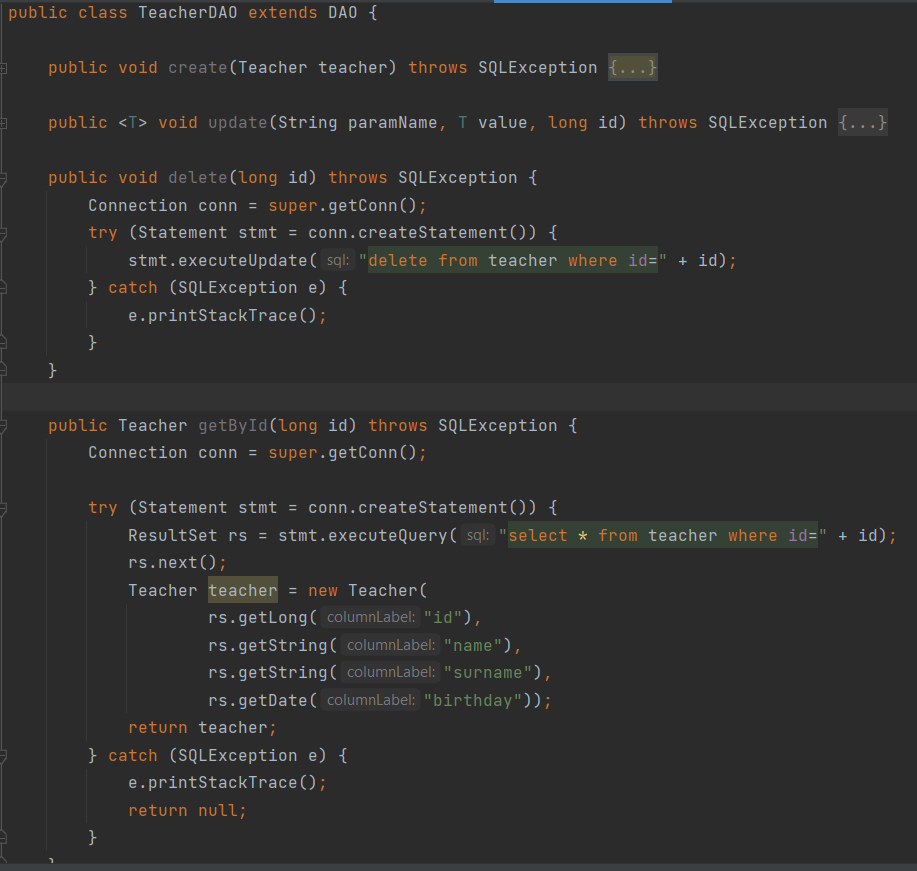 public class TeacherDAO extends DAO {
public void create(Teacher teacher) throws SQLException {...}
public <T> void update(String paramName, T value, long id) throws SQLException {...}
public void delete(long id) throws SQLException {
Connection conn = super.getConn();
try (Statement stmt = conn.createStatement()) {
stmt.executeUpdate( sql: "delete from teacher where id=" + id);
} catch (SQLException e) {
e.printStackTrace();
}
}
public Teacher getById(long id) throws SQLException {
Connection conn = super.getConn();
try (Statement stmt = conn.createStatement()) {
ResultSet rs = stmt.executeQuery( sql: "select * from teacher where id=" + id);
rs.next();
Teacher teacher = new Teacher(
rs.getLong( columnLabel: "id"),
rs.getString( columnLabel: "name"),
rs.getString( columnLabel: "surname"),
rs.getDate( columnLabel: "birthday"));
return teacher;
} catch (SQLException e) {
e.printStackTrace();
return null;
}
}